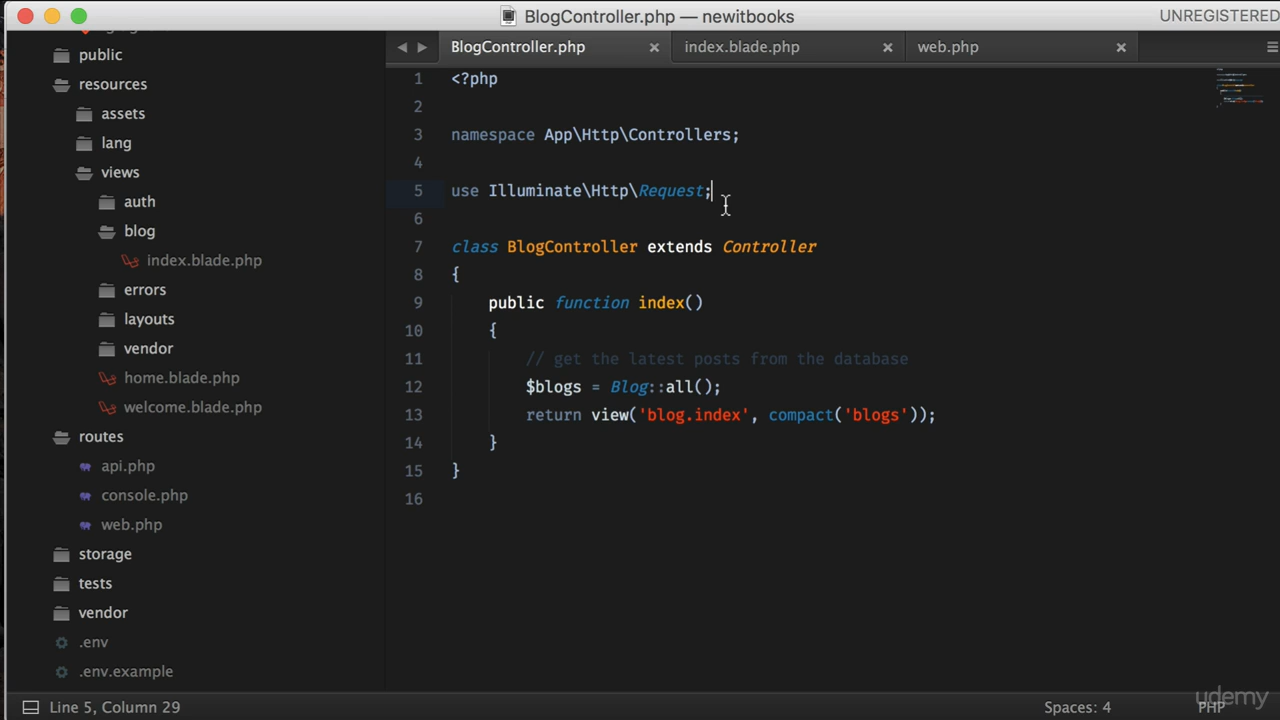 BlogController.php — newitbooks
UNREGISTERED
BlogController.php
index.blade.php
web.php
public
resources
assets
lang
views
auth
blog
index.blade.php
errors
layouts
vendor
home.blade.php
welcome.blade.php
routes
api.php
console.php
web.php
storage
tests
vendor
.env
.env.example
1 <?php
2
3 namespace App\Http\Controllers;
4
5 use Illuminate\Http\Request;
6
7 class BlogController extends Controller
8 {
9 public function index()
10 {
11 // get the latest posts from the database
12 $blogs = Blog::all();
13 return view('blog.index', compact('blogs'));
14 }
15 }
16
Line 5, Column 29
Spaces: 4
PHP
udemy